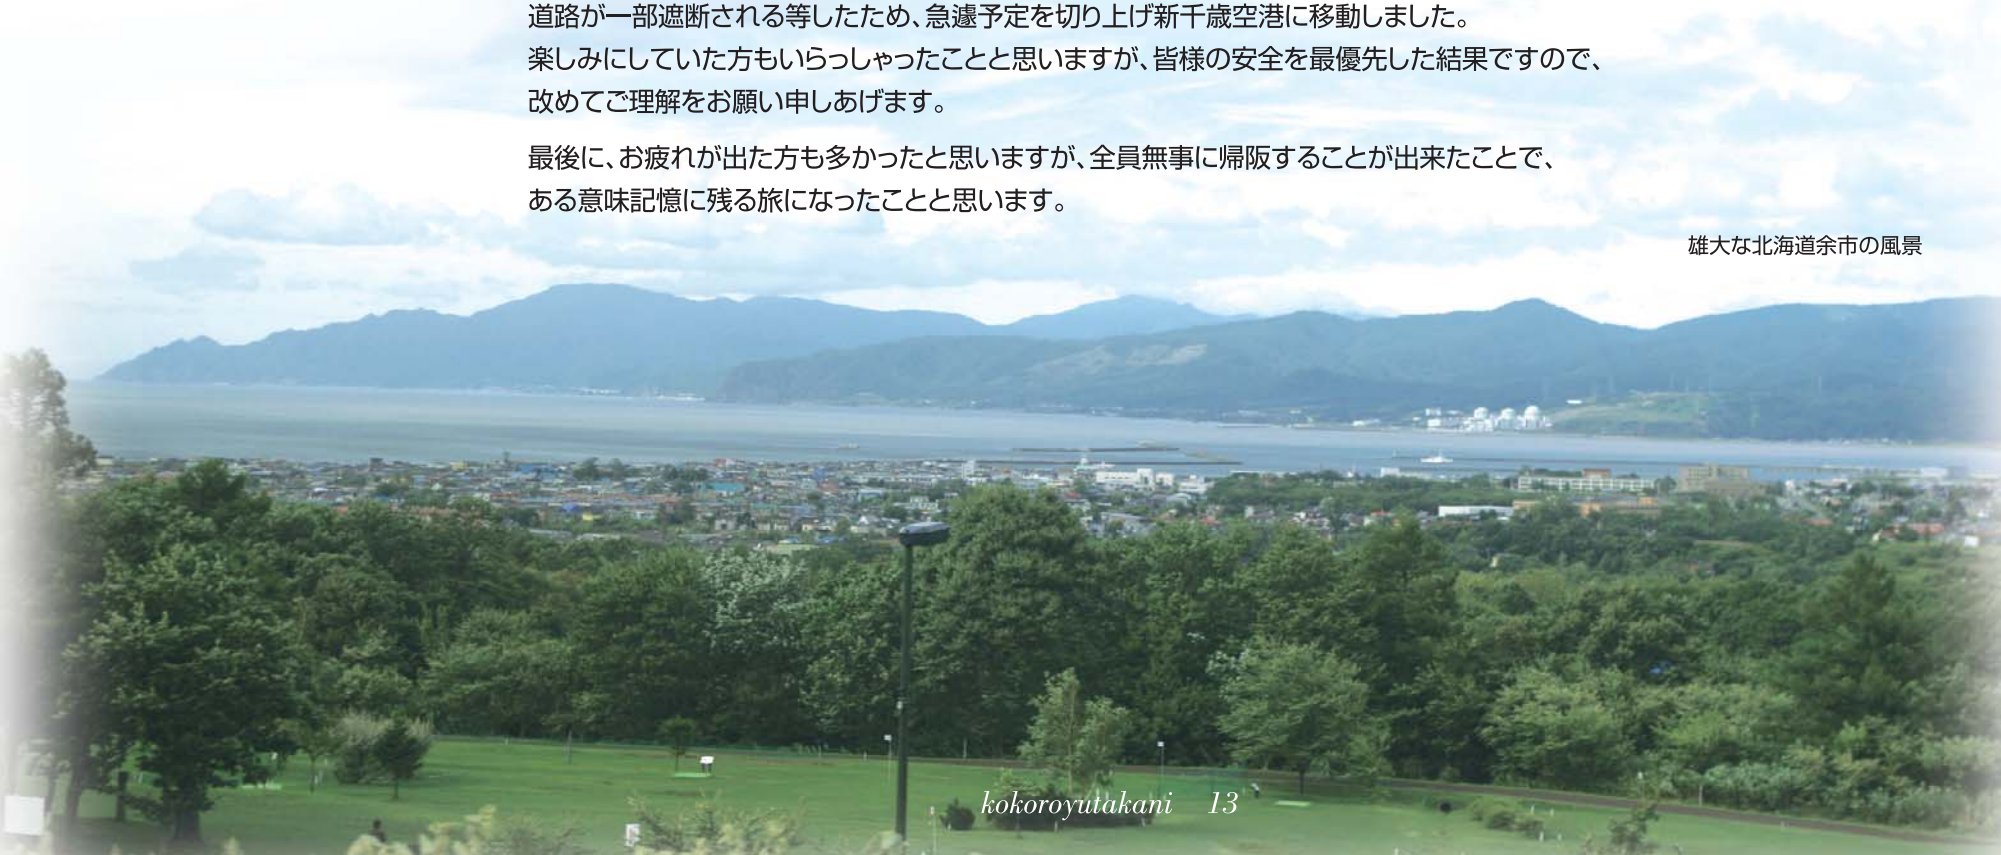 道路が一部遮断される等したため、急遽予定を切り上げ新千歳空港に移動しました。
楽しみにしていた方もいらっしゃったことと思いますが、皆様の安全を最優先した結果ですので、
改めてご理解をお願い申しあげます。
最後に、お疲れが出た方も多かったと思いますが、全員無事に帰阪することが出来たことで、
ある意味記憶に残る旅になったことと思います。
雄大な北海道余市の風景
kokoroyutakani 13